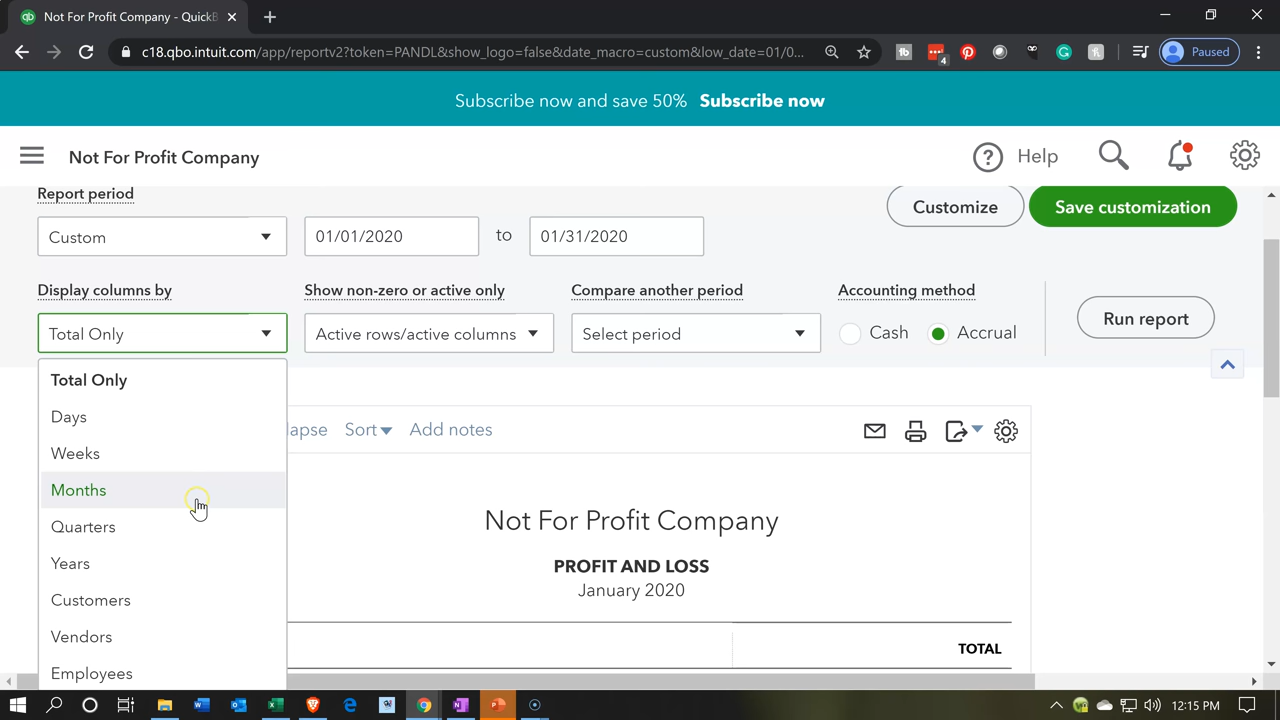 Not For Profit Company - QuickB
c18.qbo.intuit.com/app/reportv2?token=PANDL&show_logo=false&date_macro=custom&low_date=01/0...
4
Paused
Subscribe now and save 50% Subscribe now
Not For Profit Company
Help
Report period
Custom
01/01/2020
to
01/31/2020
Customize
Save customization
Display columns by
Show non-zero or active only
Compare another period
Accounting method
Total Only
Active rows/active columns
Select period
Cash
Accrual
Run report
Total Only
Days
Weeks
Months
Quarters
Years
Customers
Vendors
Employees
lapse
Sort
Add notes
Not For Profit Company
PROFIT AND LOSS
January 2020
TOTAL
12:15 PM